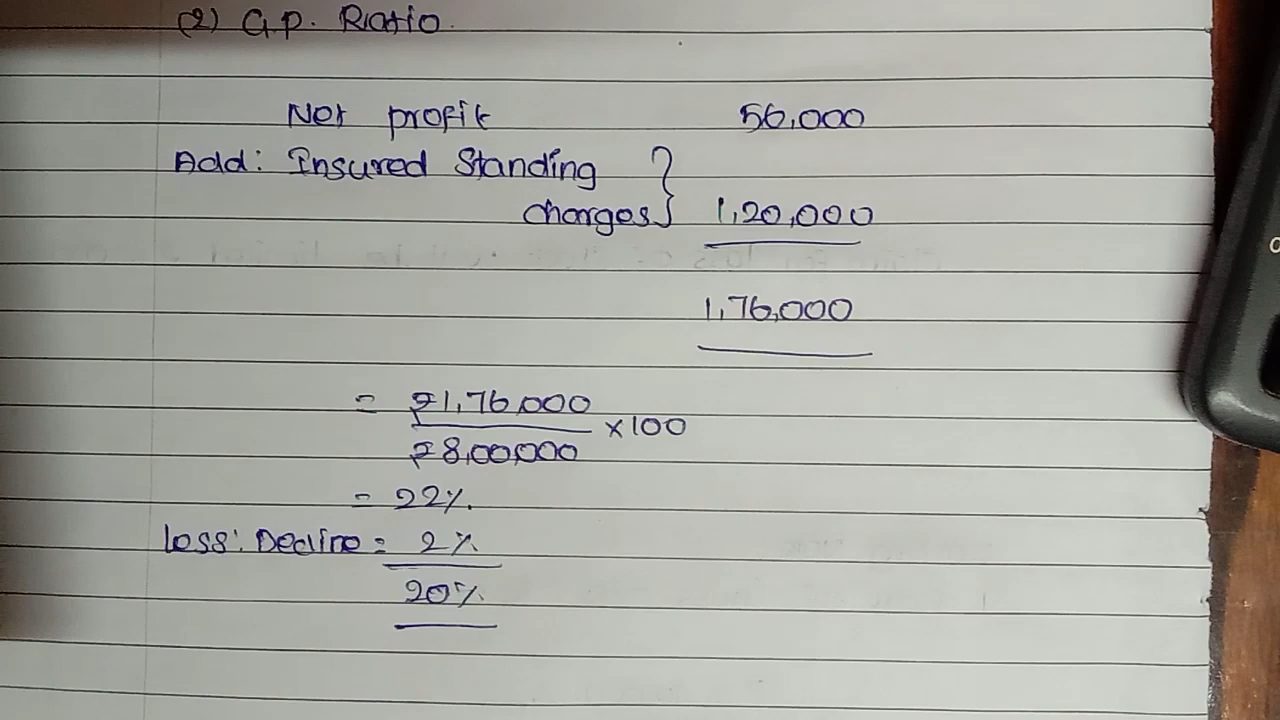 (2) G.P. Ratio.
Net profit 56,000
Add: Insured Standing
charges } 1,20,000
1,76,000
= ₹1,76,000
× 100
₹8,00,000
= 22%.
Loss: Decline = 2%
20%